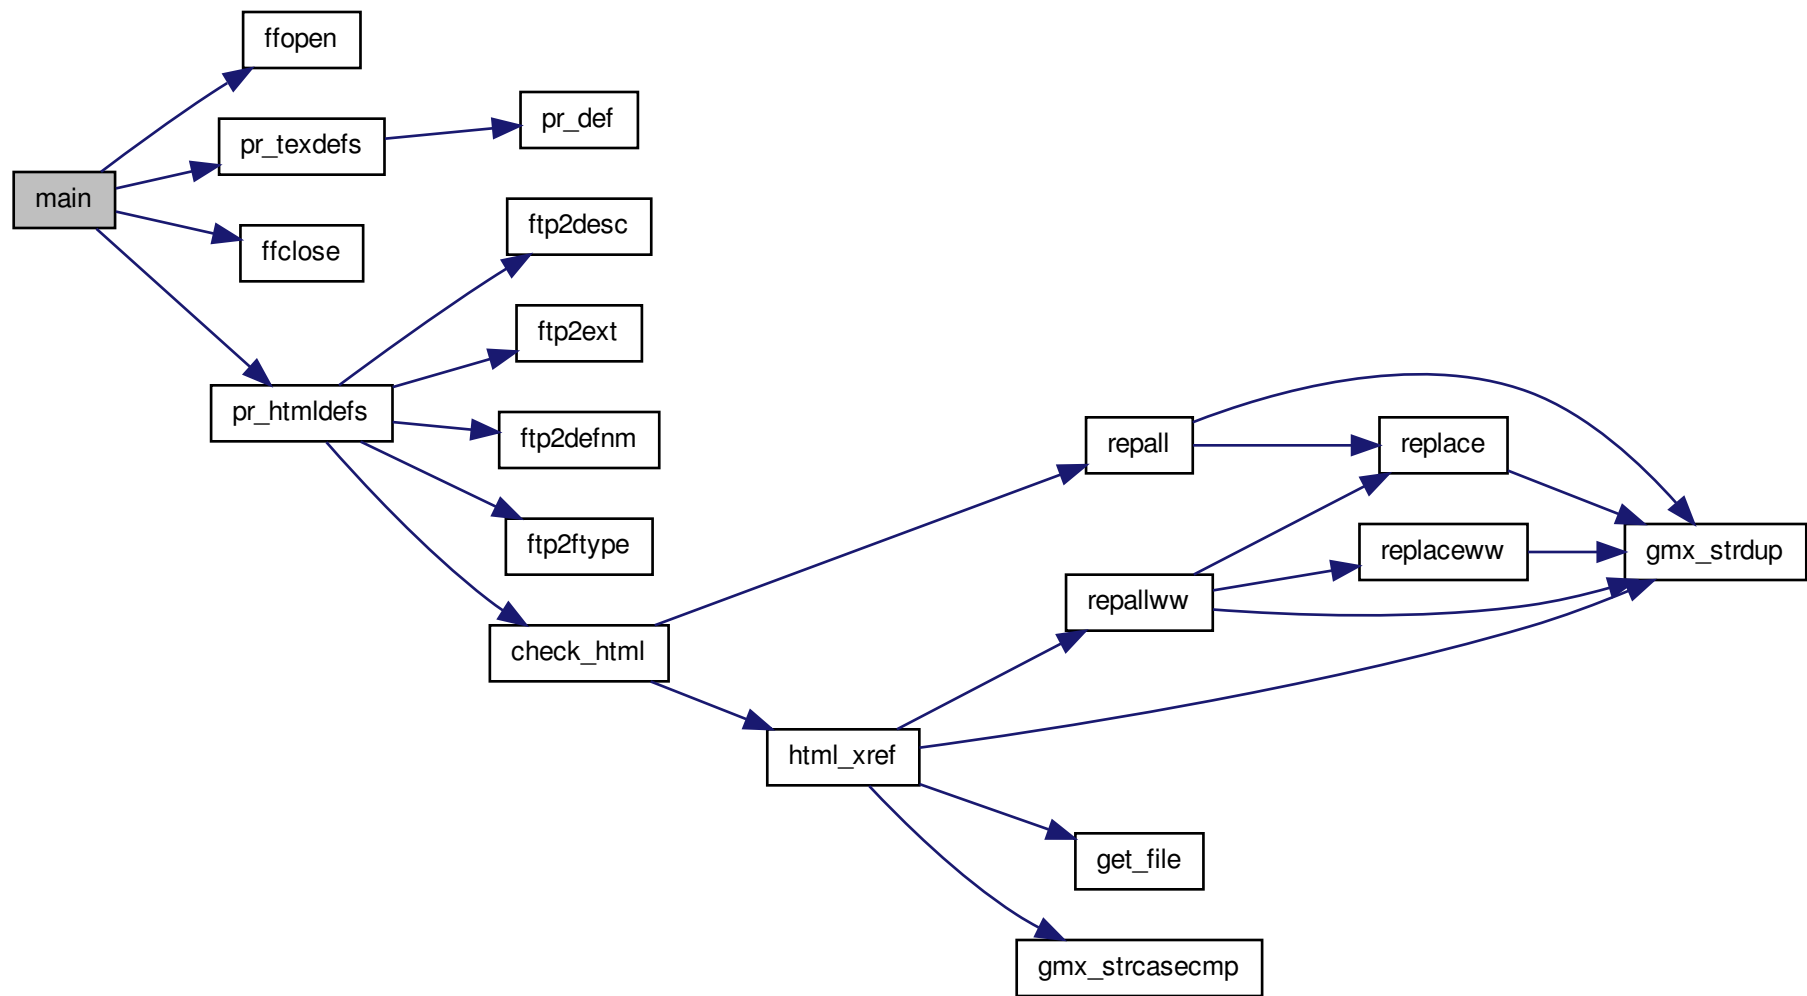 main
ffopen
pr_texdefs
ffclose
pr_htmldefs
pr_def
ftp2desc
ftp2ext
ftp2defnm
ftp2ftype
check_html
html_xref
repall
repallww
get_file
gmx_strcasecmp
replace
replaceww
gmx_strdup